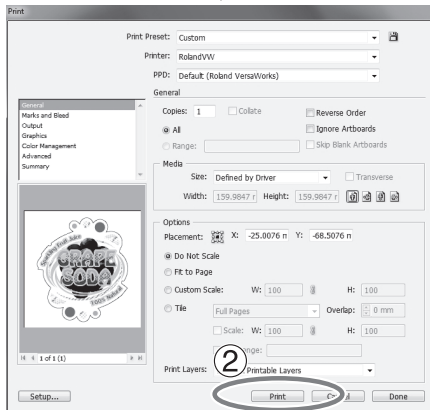 Print
Print Preset: Custom
Printer: RolandVW
PPD: Default (Roland VersaWorks)
General
General
Marks and Bleed
Output
Graphics
Color Management
Advanced
Summary
Copies: 1 Collate Reverse Order
All Ignore Artboards
Range: Skip Blank Artboards
Media
Size: Defined by Driver Transverse
Width: 159.9847 r Height: 159.9847 r
Options
Placement: X: -25.0076 n Y: -68.5076 n
Do Not Scale
Fit to Page
Custom Scale: W: 100 H: 100
Tile Full Pages Overlap: 0 mm
Scale: W: 100 H: 100
Sparkling Fruit Juice
GRAPE
SODA
100% Natural
1 of 1 (1)
2
Print Layers: Printable Layers
Setup... Print Done